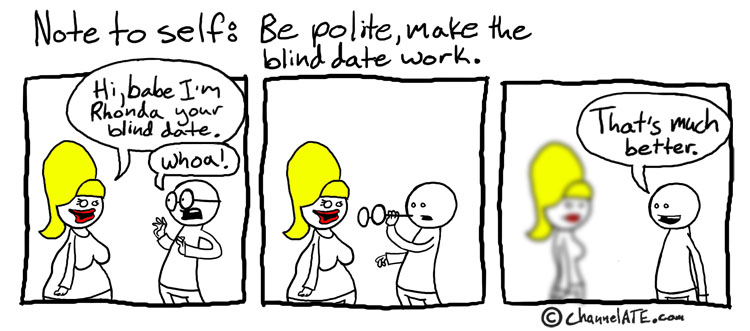 Note to self: Be polite, make the
blind date work.
Hi, babe I'm
Rhonda your
blind date.
Whoa!
That's much
better.
© channelATE.com